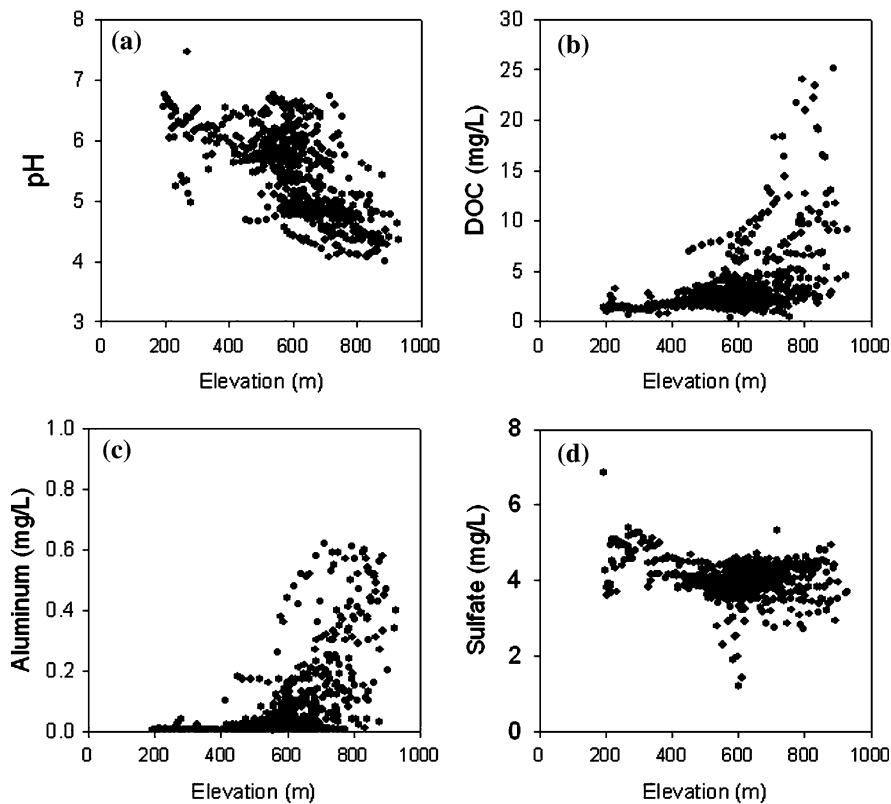 (a)
pH
8
7
6
5
4
3
0 200 400 600 800 1000
Elevation (m)
(b)
DOC (mg/L)
30
25
20
15
10
5
0
0 200 400 600 800 1000
Elevation (m)
(c)
Aluminum (mg/L)
1.0
0.8
0.6
0.4
0.2
0.0
0 200 400 600 800 1000
Elevation (m)
(d)
Sulfate (mg/L)
8
6
4
2
0
0 200 400 600 800 1000
Elevation (m)